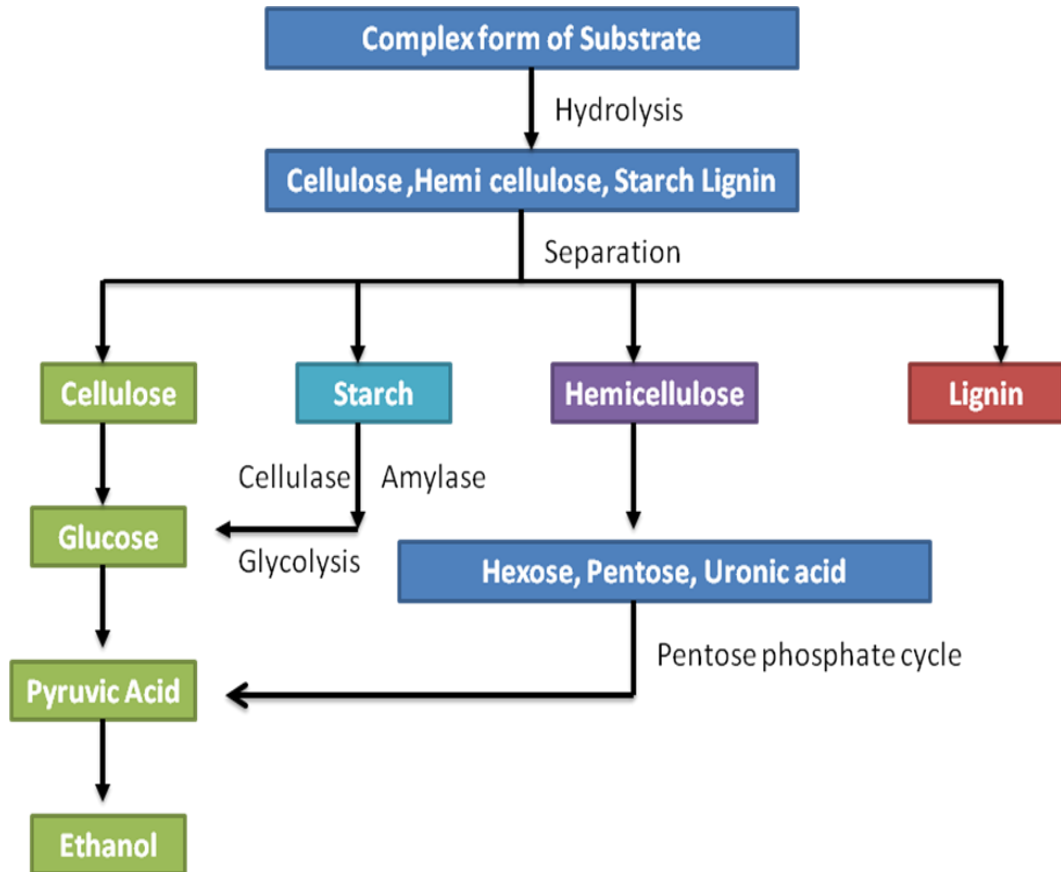 Complex form of Substrate
Hydrolysis
Cellulose ,Hemi cellulose, Starch Lignin
Separation
Cellulose
Starch
Hemicellulose
Lignin
Cellulase
Amylase
Glucose
Glycolysis
Hexose, Pentose, Uronic acid
Pentose phosphate cycle
Pyruvic Acid
Ethanol